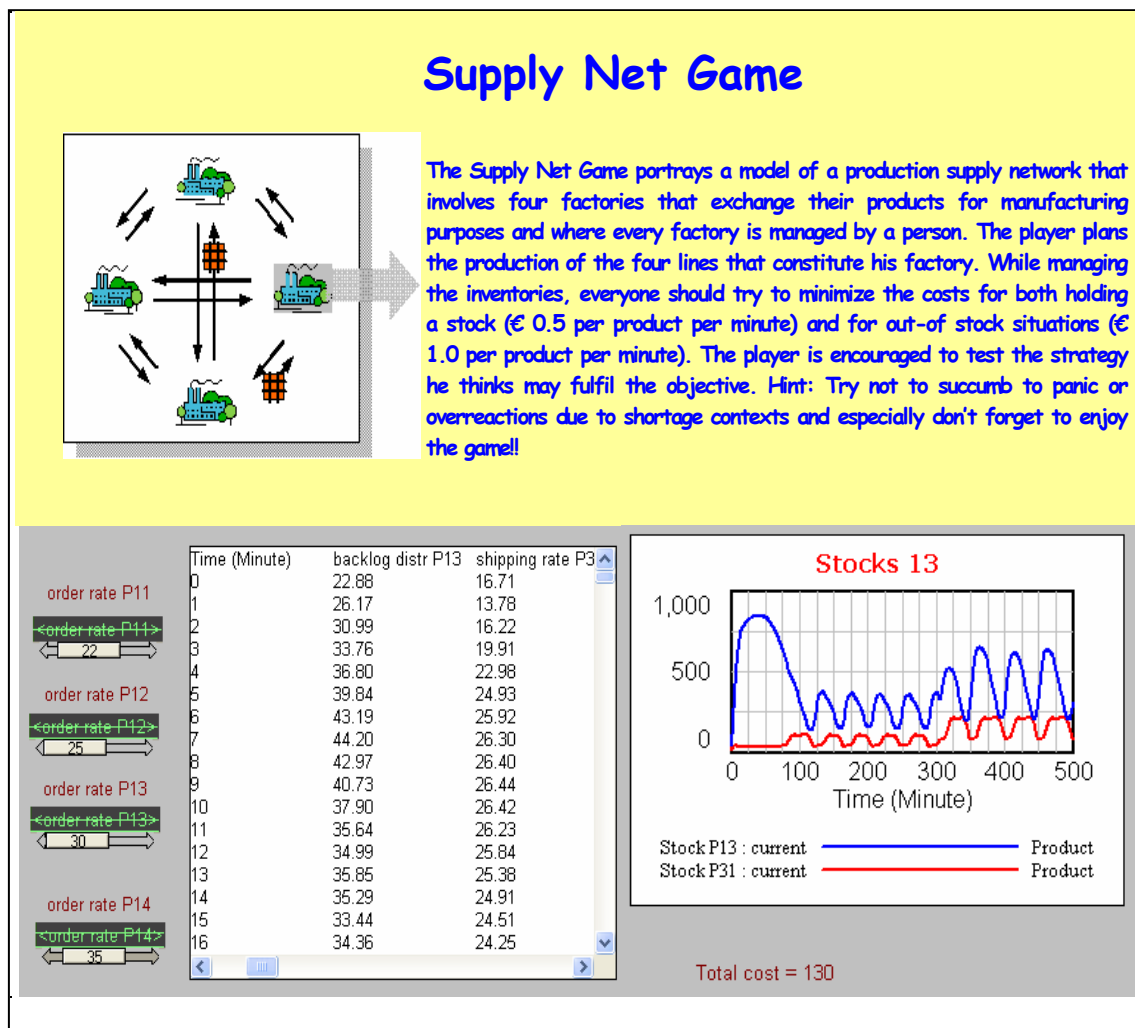 Supply Net Game
The Supply Net Game portrays a model of a production supply network that
involves four factories that exchange their products for manufacturing
purposes and where every factory is managed by a person. The player plans
the production of the four lines that constitute his factory. While managing
the inventories, everyone should try to minimize the costs for both holding
a stock (€ 0.5 per product per minute) and for out-of stock situations (€
1.0 per product per minute). The player is encouraged to test the strategy
he thinks may fulfil the objective. Hint: Try not to succumb to panic or
overreactions due to shortage contexts and especially don't forget to enjoy
the game!!
order rate P11
<order rate P11>
22
order rate P12
<order rate P12>
25
order rate P13
<order rate P13>
30
order rate P14
<order rate P14>
35
Time (Minute) backlog distr P13 shipping rate P3
0 22.88 16.71
1 26.17 13.78
2 30.99 16.22
3 33.76 19.91
4 36.80 22.98
5 39.84 24.93
6 43.19 25.92
7 44.20 26.30
8 42.97 26.40
9 40.73 26.44
10 37.90 26.42
11 35.64 26.23
12 34.99 25.84
13 35.85 25.38
14 35.29 24.91
15 33.44 24.51
16 34.36 24.25
Stocks 13
1,000
500
0
0 100 200 300 400 500
Time (Minute)
Stock P13 : current Product
Stock P31 : current Product
Total cost = 130